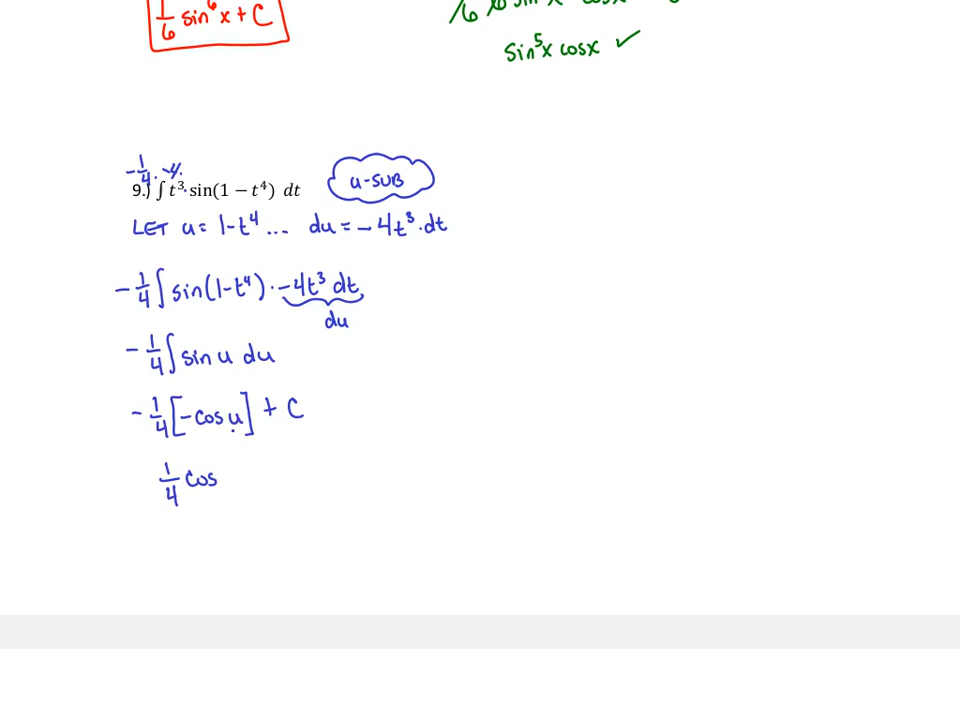 1/6 sin⁶x + C
sin⁵x cosx ✓
-1/4 · -4 ·
9.) ∫ t³ · sin(1 − t⁴) dt
u-SUB
LET u = 1-t⁴ ... du = -4t³ · dt
-1/4 ∫ sin(1-t⁴) · -4t³ dt
du
-1/4 ∫ sin u du
-1/4 [-cos u] + C
1/4 cos